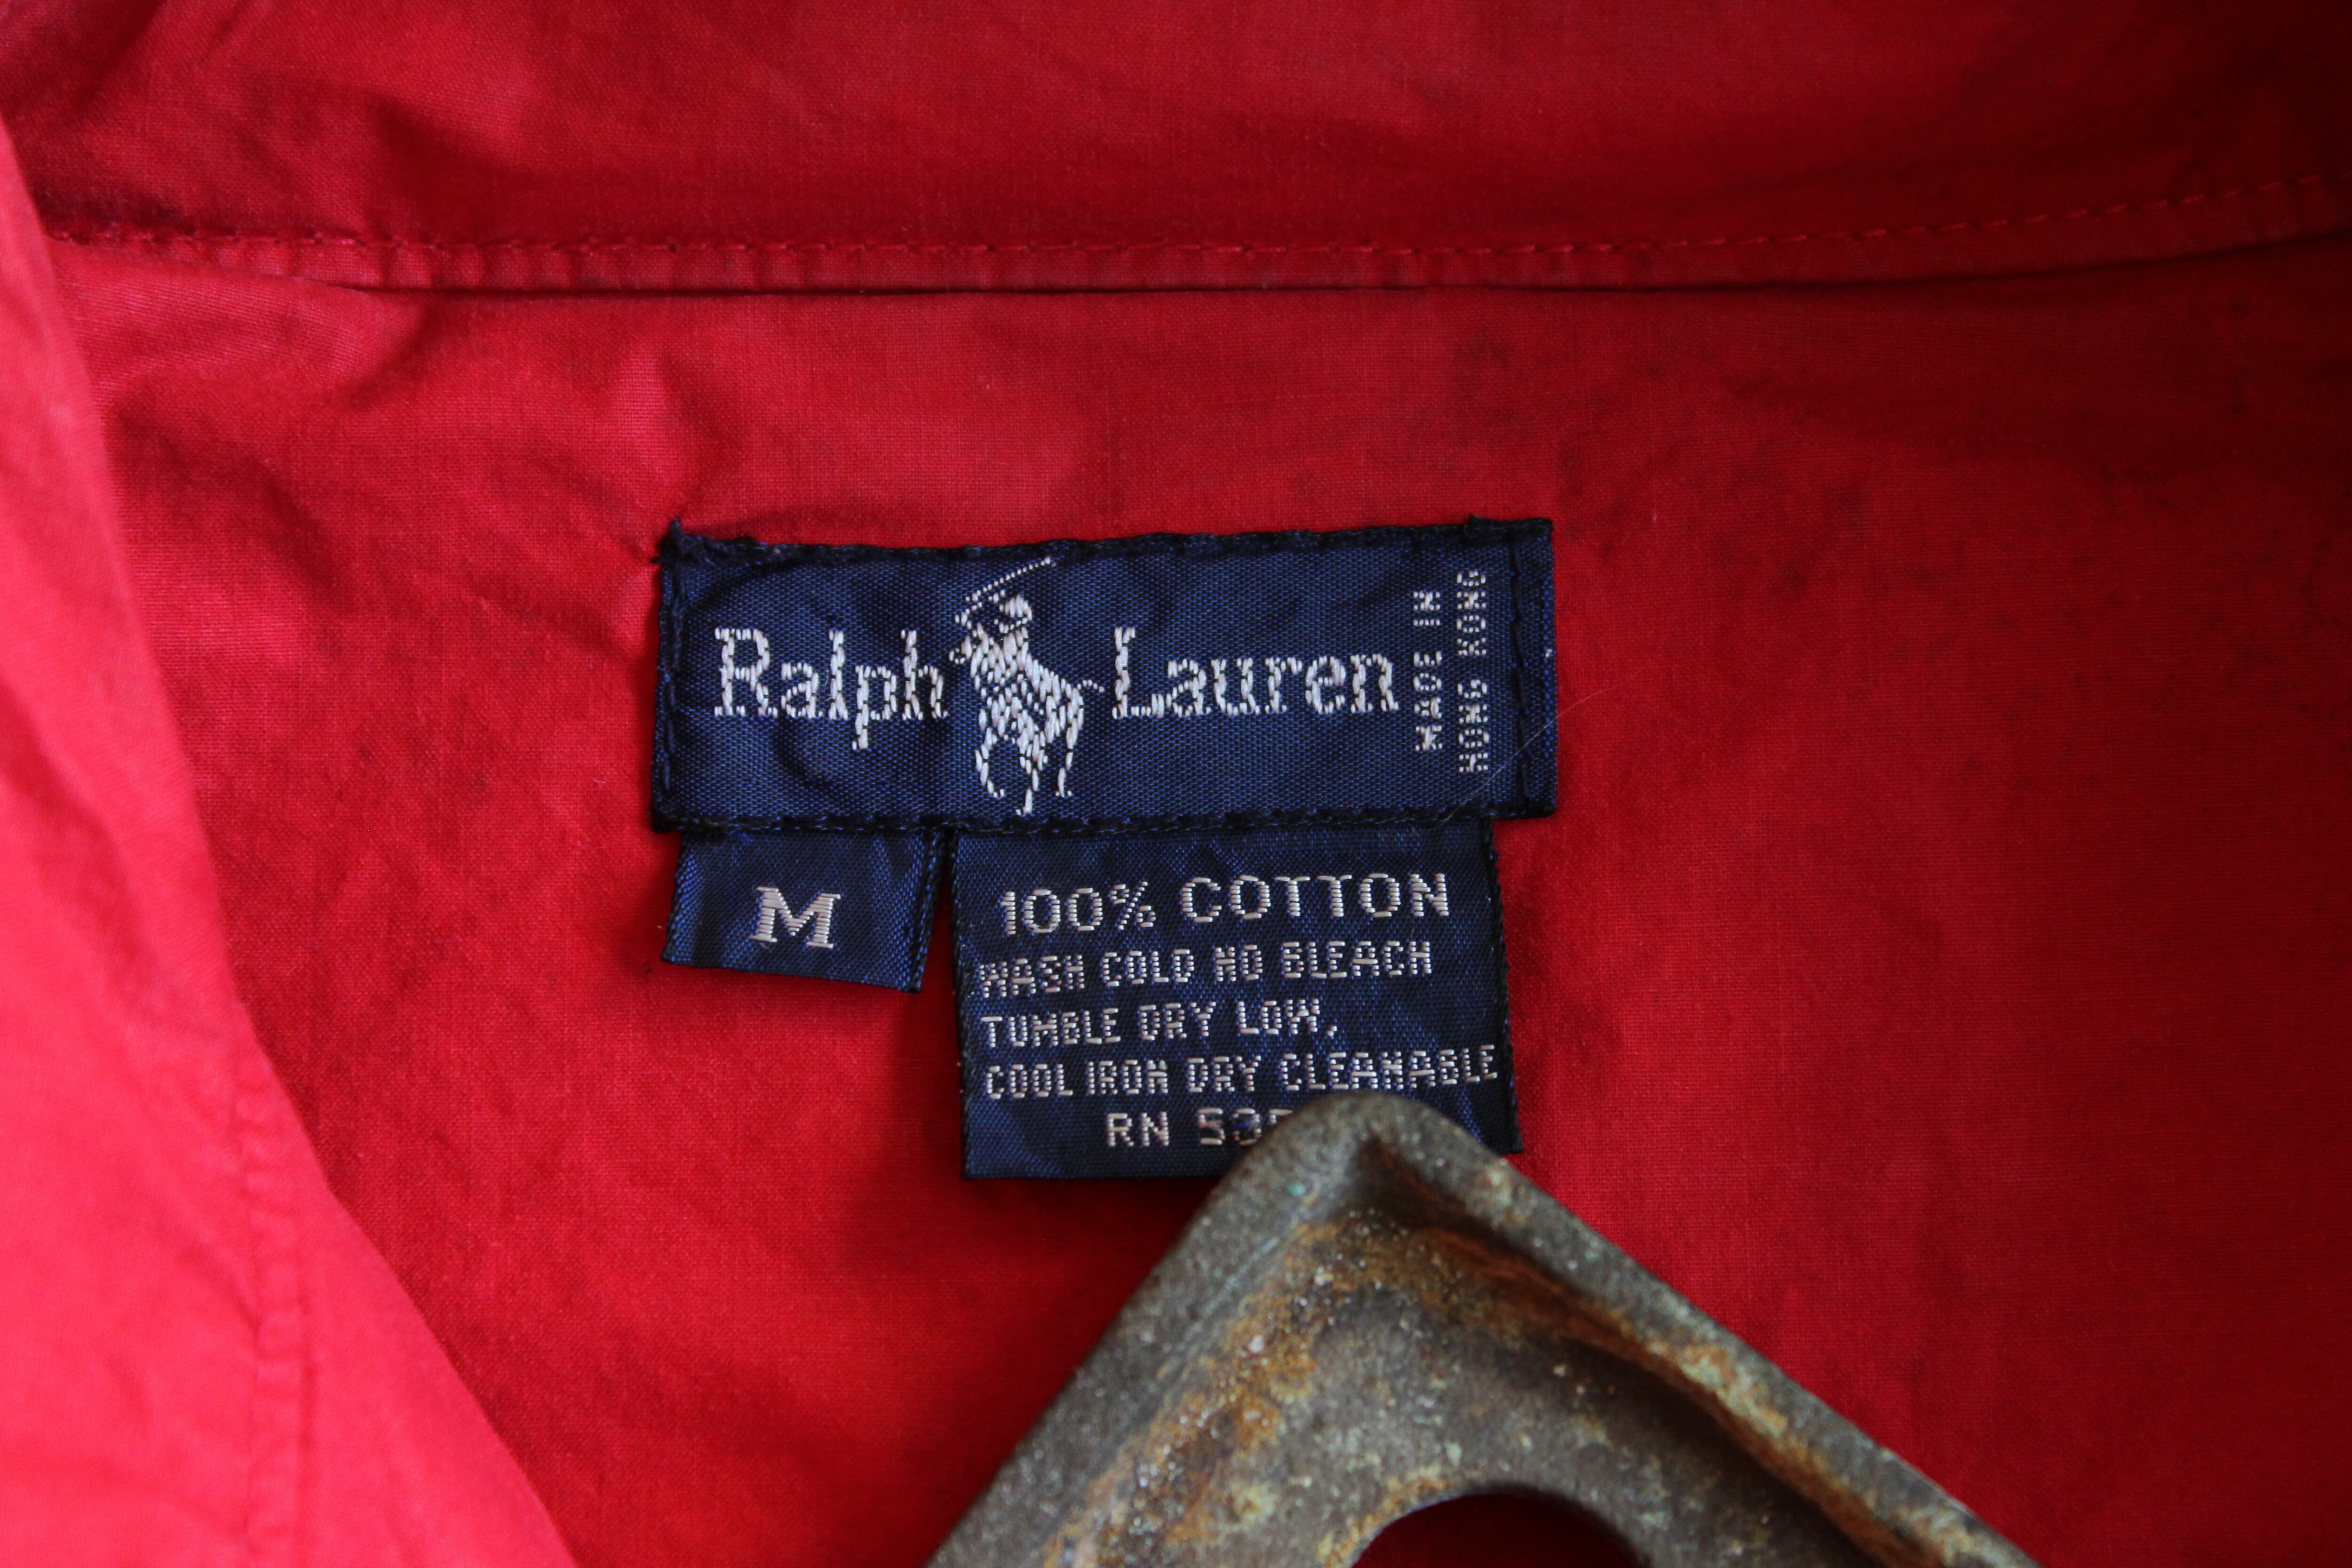 Ralph Lauren
MADE IN
HONG KONG
M
100% COTTON
WASH COLD NO BLEACH
TUMBLE DRY LOW,
COOL IRON DRY CLEANABLE
RN